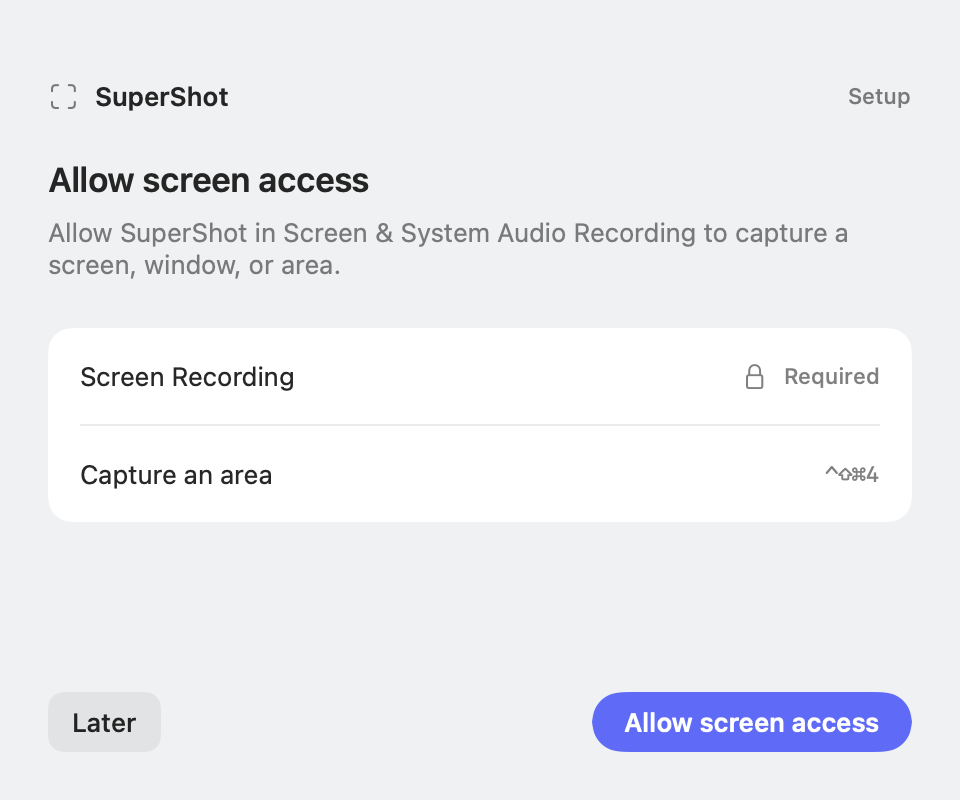 SuperShot
Setup
Allow screen access
Allow SuperShot in Screen & System Audio Recording to capture a
screen, window, or area.
Screen Recording
Required
Capture an area
^⇧⌘4
Later
Allow screen access